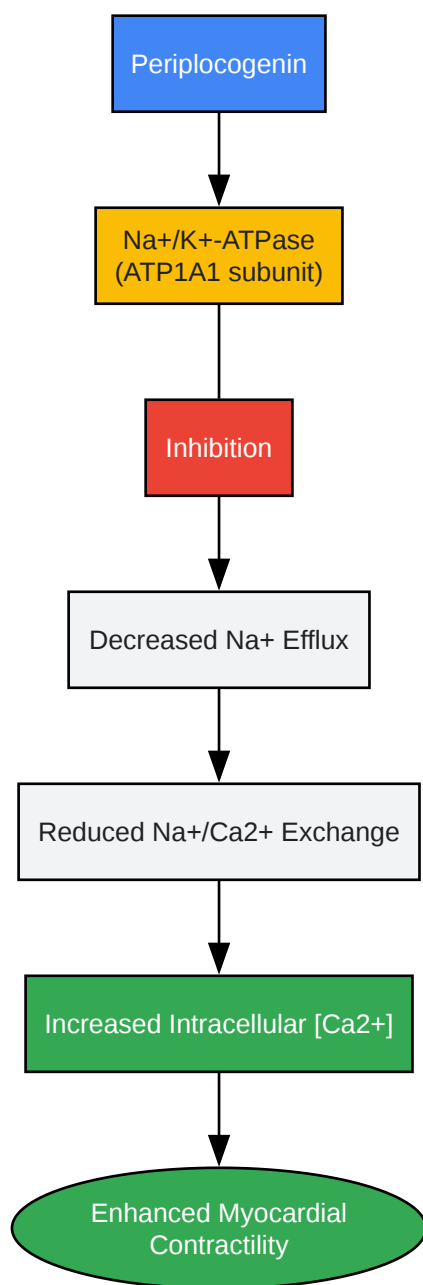 Periplocogenin
Na+/K+-ATPase
(ATP1A1 subunit)
Inhibition
Decreased Na+ Efflux
Reduced Na+/Ca2+ Exchange
Increased Intracellular [Ca2+]
Enhanced Myocardial
Contractility